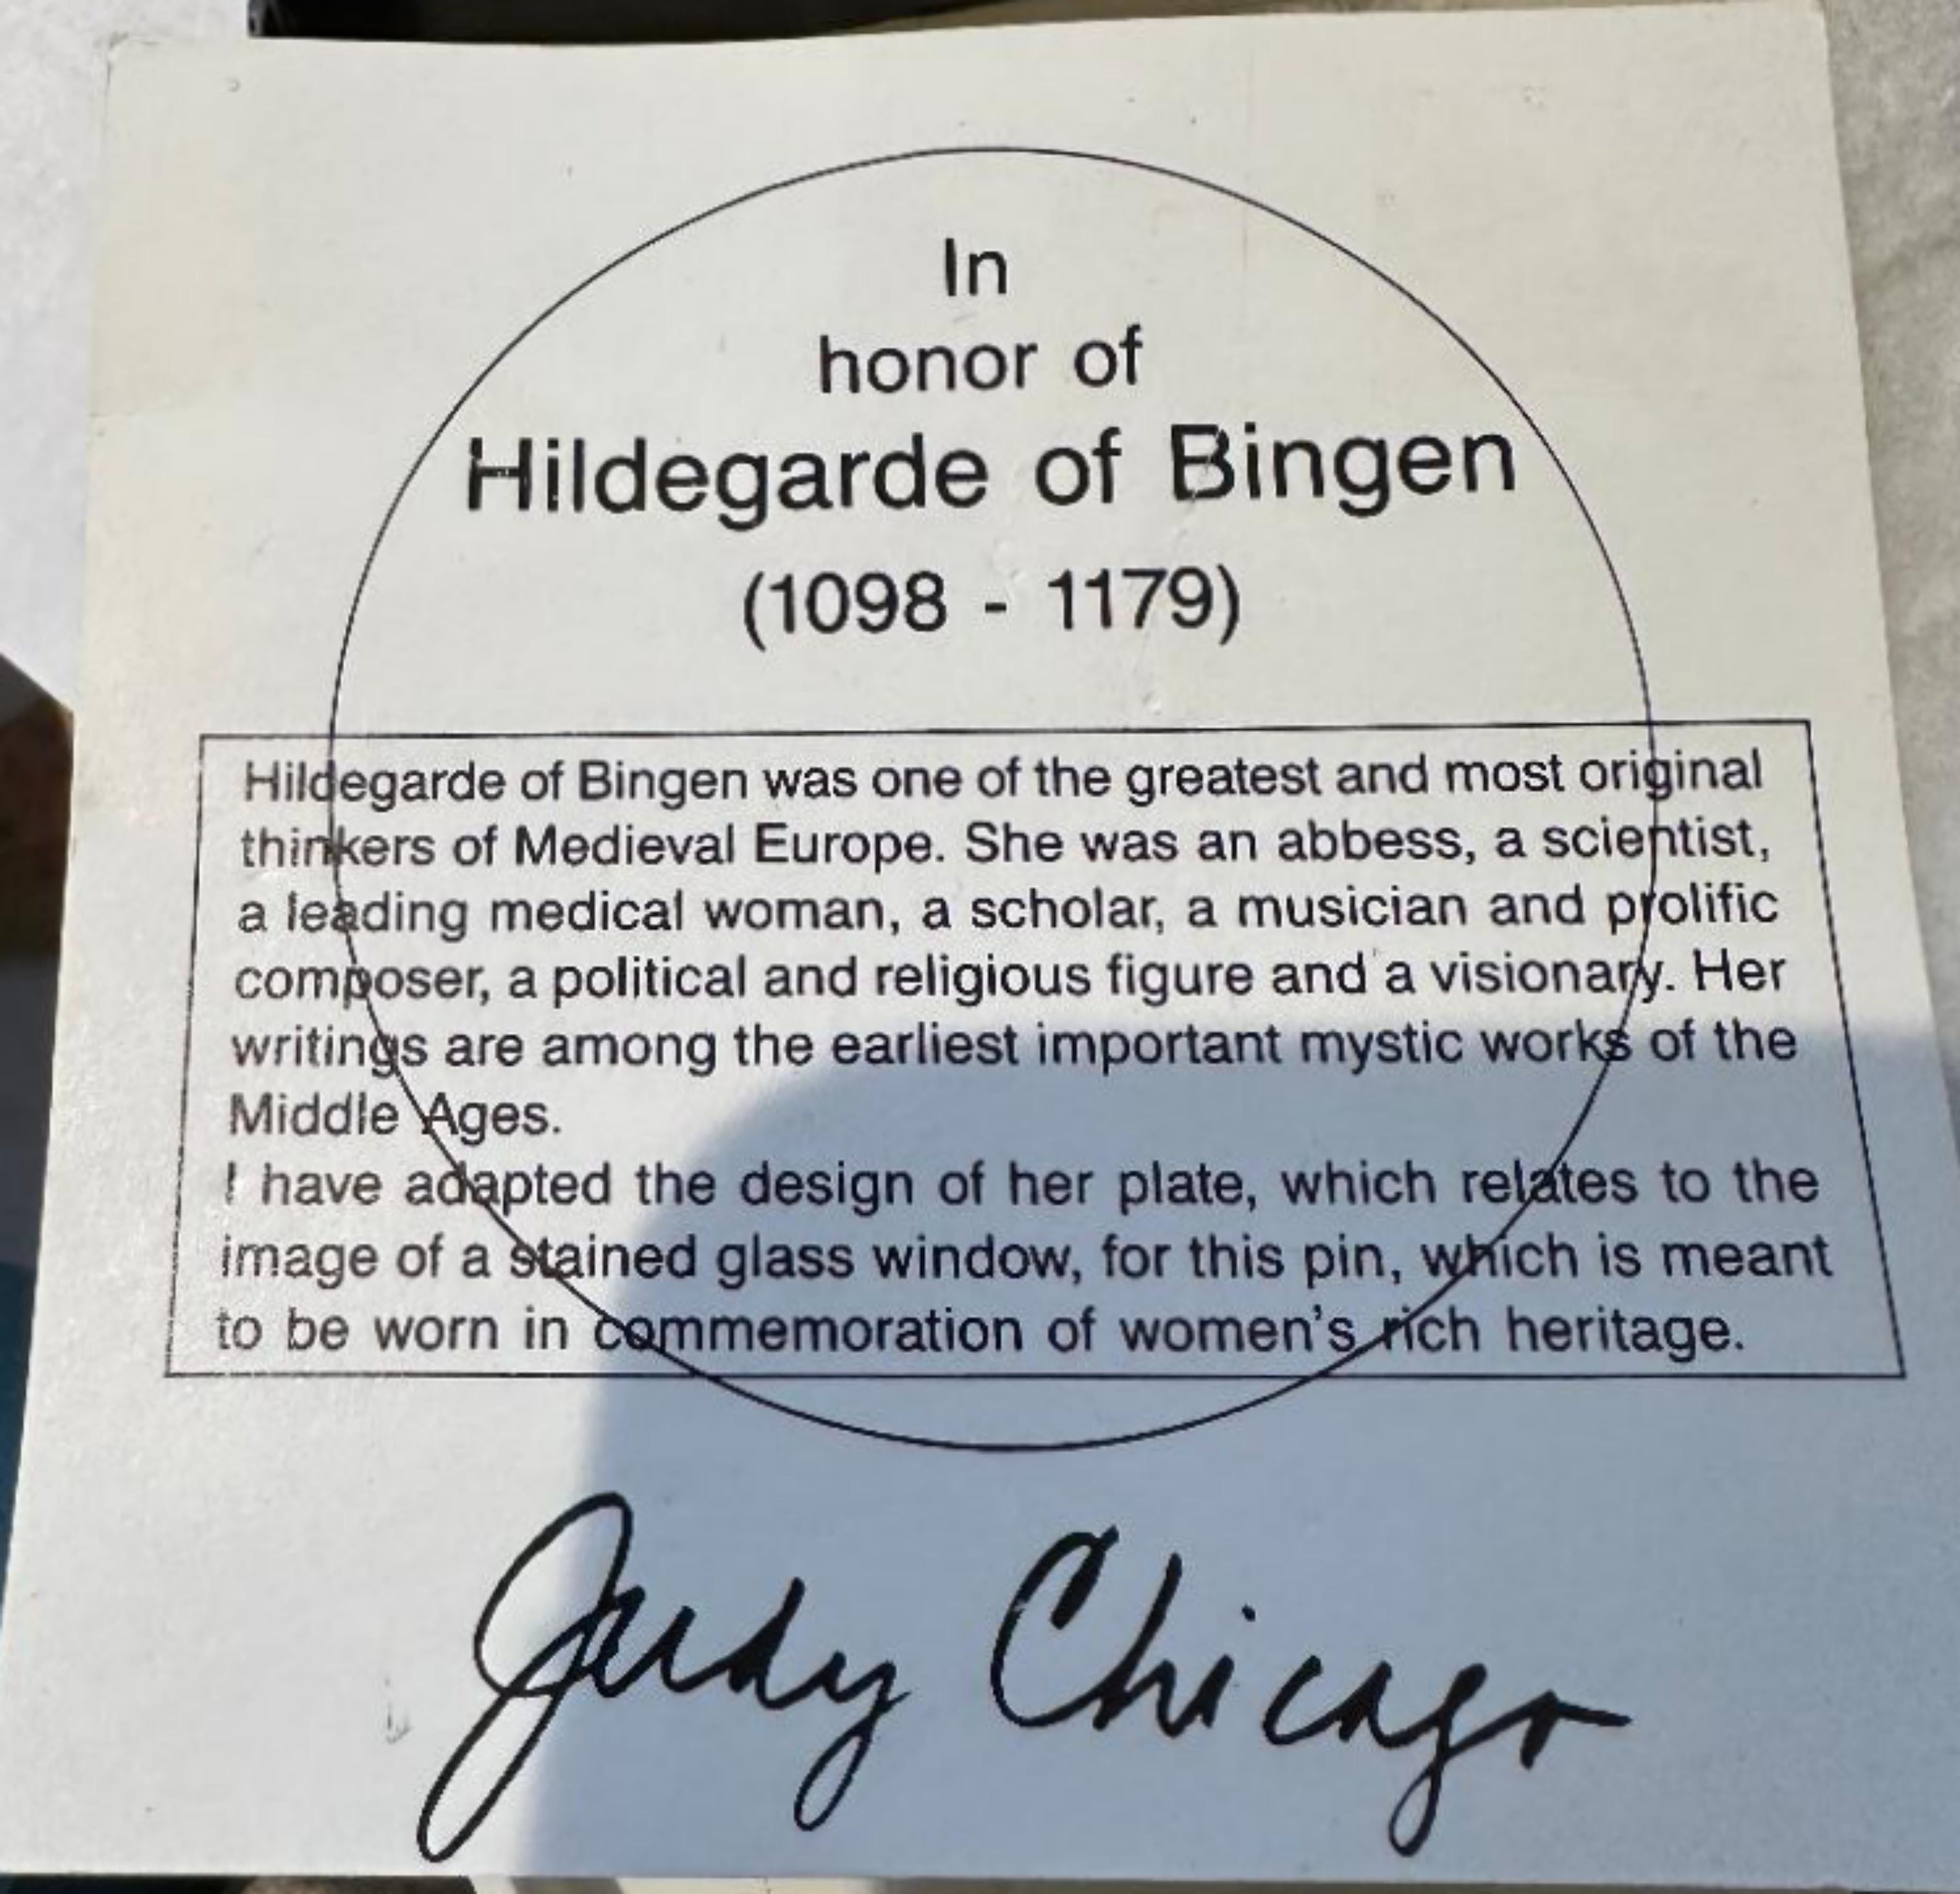 In
honor of
Hildegarde of Bingen
(1098 - 1179)
Hildegarde of Bingen was one of the greatest and most original
thinkers of Medieval Europe. She was an abbess, a scientist,
a leading medical woman, a scholar, a musician and prolific
composer, a political and religious figure and a visionary. Her
writings are among the earliest important mystic works of the
Middle Ages.
I have adapted the design of her plate, which relates to the
image of a stained glass window, for this pin, which is meant
to be worn in commemoration of women's rich heritage.
Judy Chicago